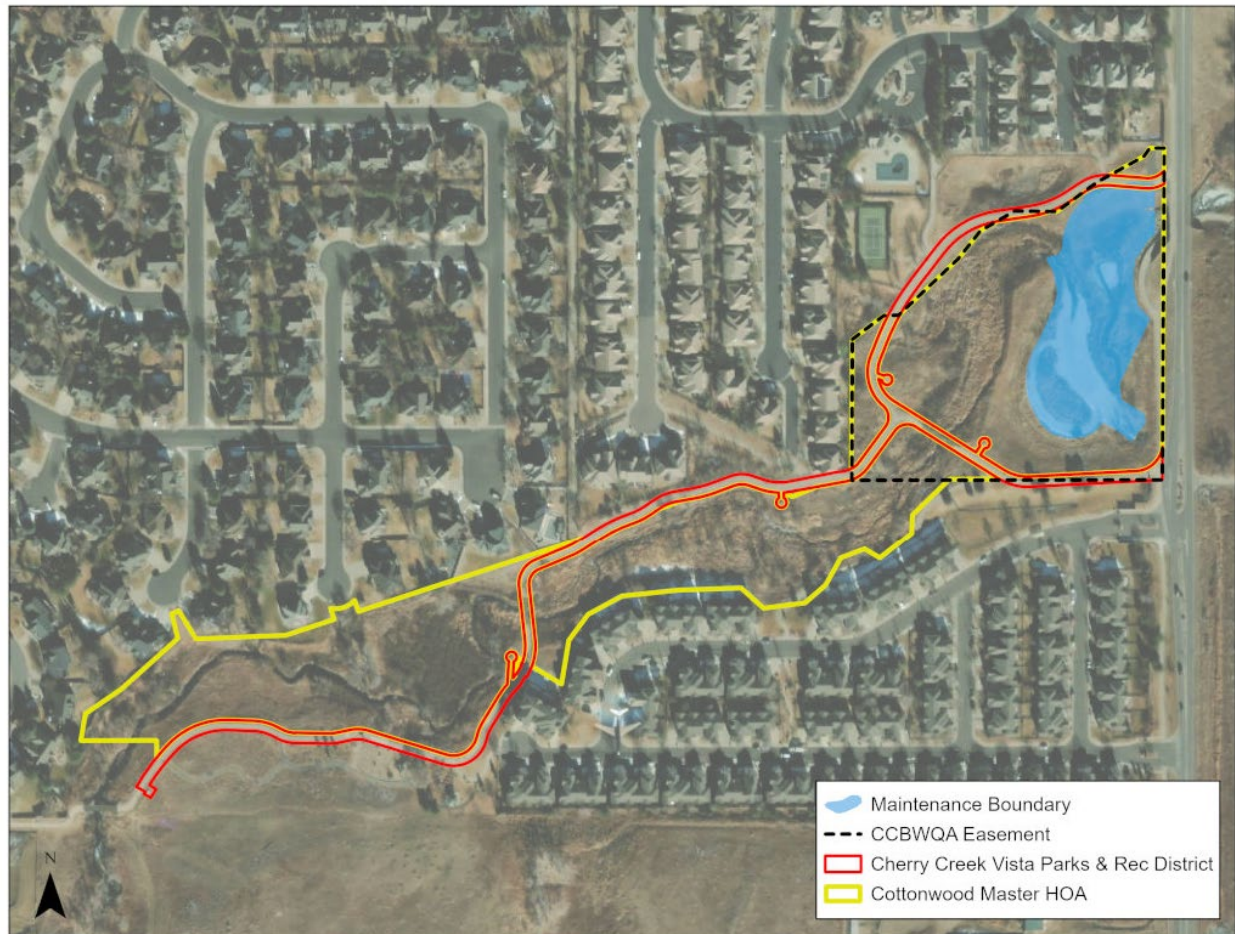 N
Maintenance Boundary
CCBWQA Easement
Cherry Creek Vista Parks & Rec District
Cottonwood Master HOA